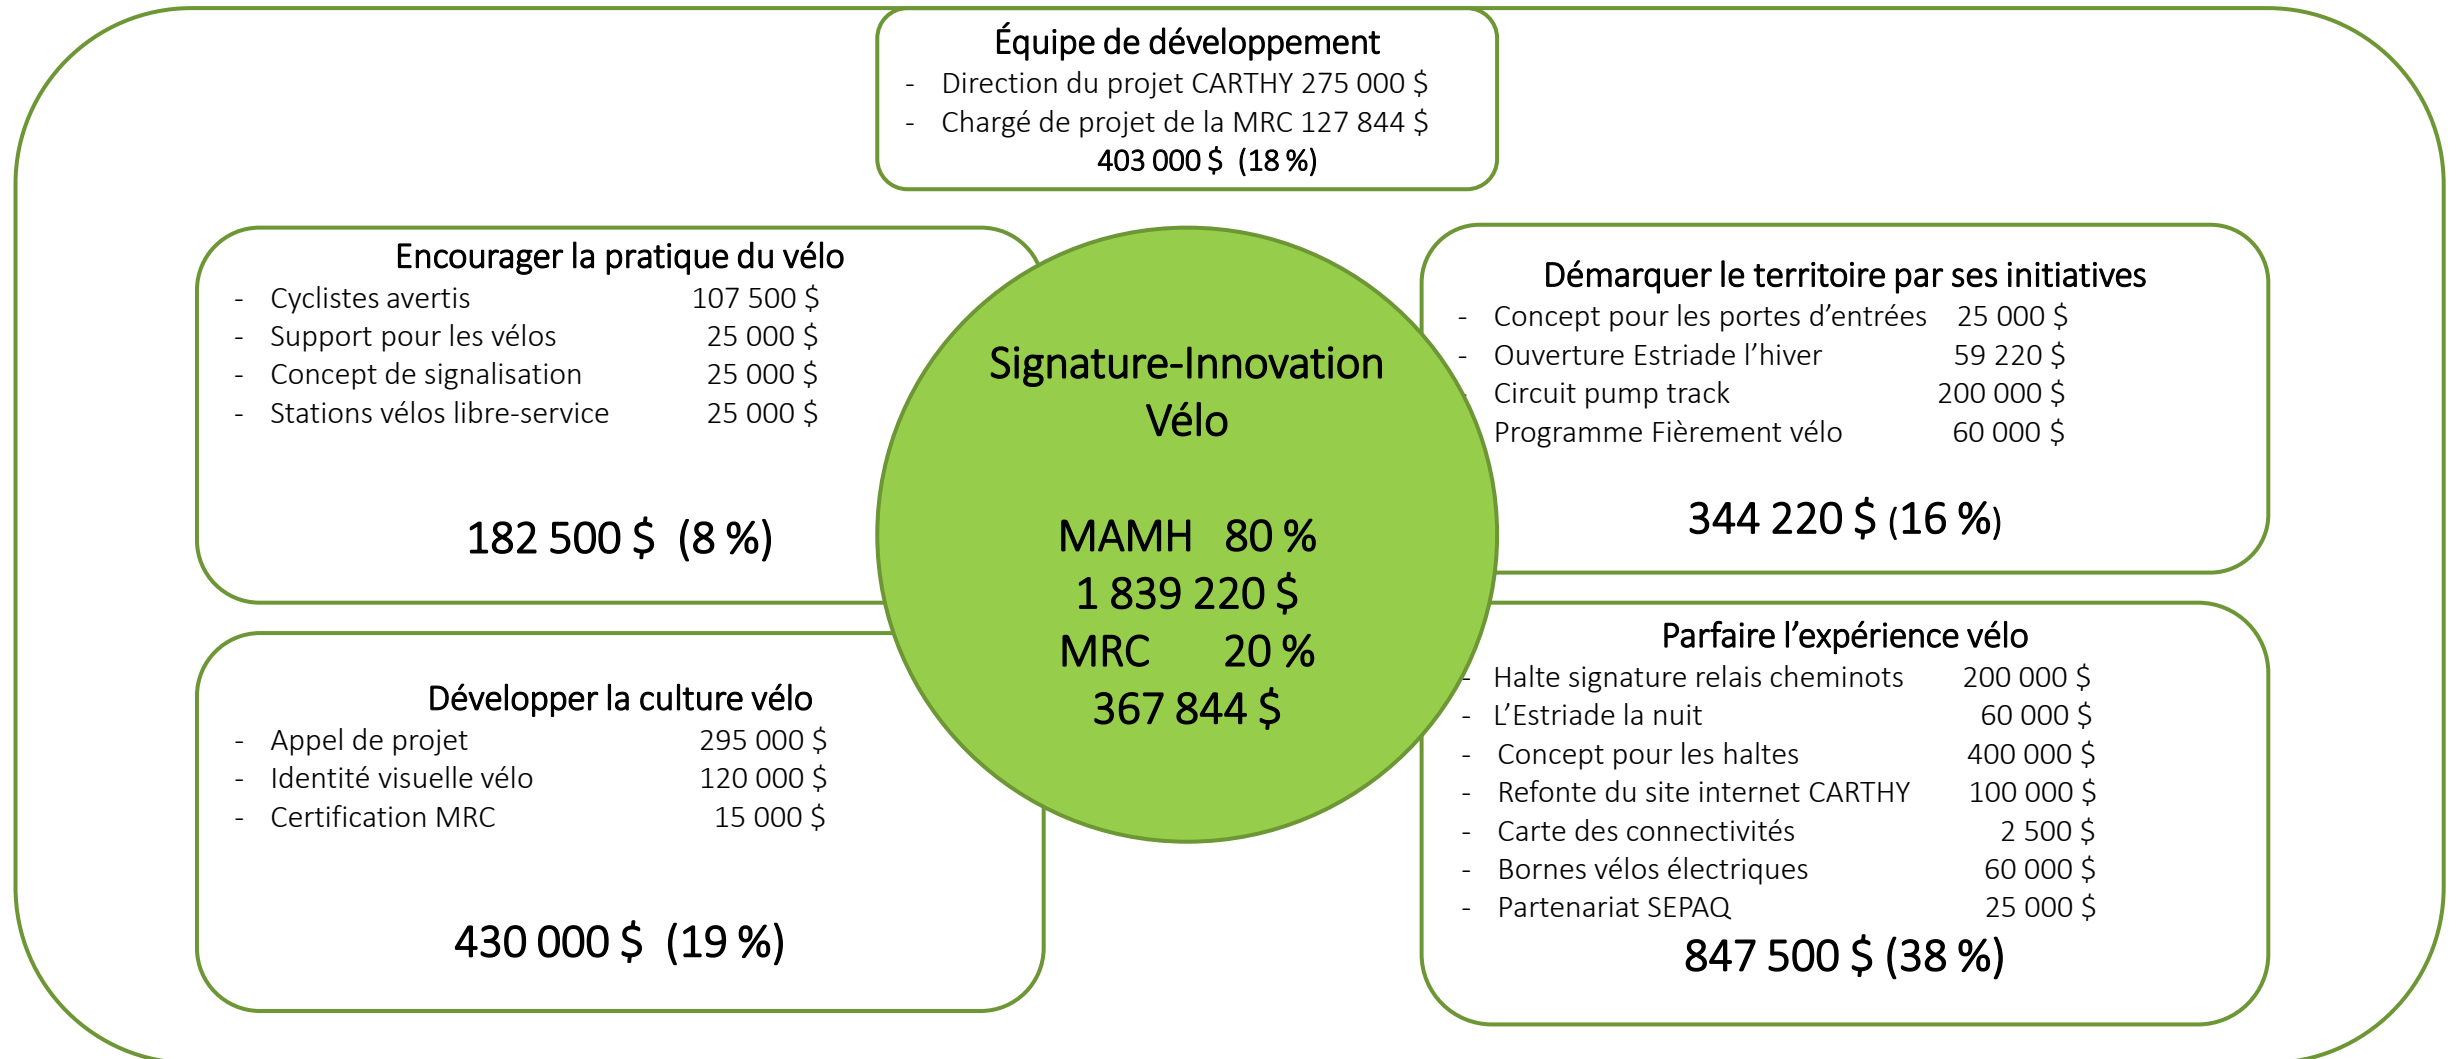 Équipe de développement
- Direction du projet CARTHY 275 000 $
- Chargé de projet de la MRC 127 844 $
403 000 $ (18 %)
Encourager la pratique du vélo
- Cyclistes avertis 107 500 $
- Support pour les vélos 25 000 $
- Concept de signalisation 25 000 $
- Stations vélos libre-service 25 000 $
182 500 $ (8 %)
Développer la culture vélo
- Appel de projet 295 000 $
- Identité visuelle vélo 120 000 $
- Certification MRC 15 000 $
430 000 $ (19 %)
Signature-Innovation
Vélo
MAMH 80 %
1 839 220 $
MRC 20 %
367 844 $
Démarquer le territoire par ses initiatives
- Concept pour les portes d’entrées 25 000 $
- Ouverture Estriade l’hiver 59 220 $
- Circuit pump track 200 000 $
Programme Fièrement vélo 60 000 $
344 220 $ (16 %)
Parfaire l’expérience vélo
- Halte signature relais cheminots 200 000 $
- L’Estriade la nuit 60 000 $
- Concept pour les haltes 400 000 $
- Refonte du site internet CARTHY 100 000 $
- Carte des connectivités 2 500 $
- Bornes vélos électriques 60 000 $
- Partenariat SEPAQ 25 000 $
847 500 $ (38 %)